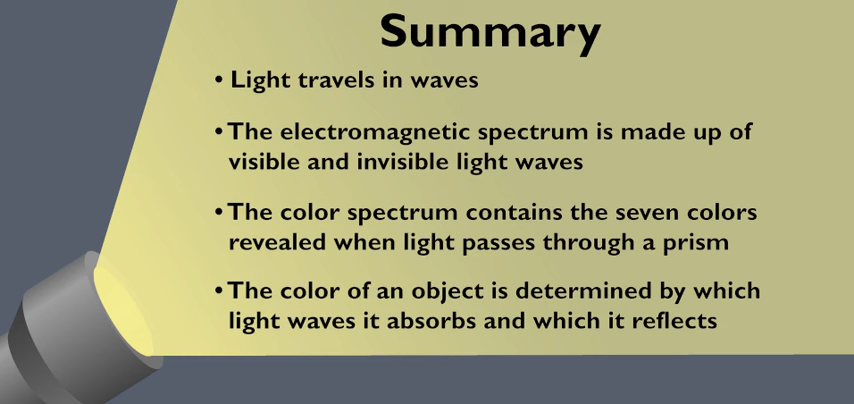 Summary
• Light travels in waves
• The electromagnetic spectrum is made up of
visible and invisible light waves
• The color spectrum contains the seven colors
revealed when light passes through a prism
• The color of an object is determined by which
light waves it absorbs and which it reflects